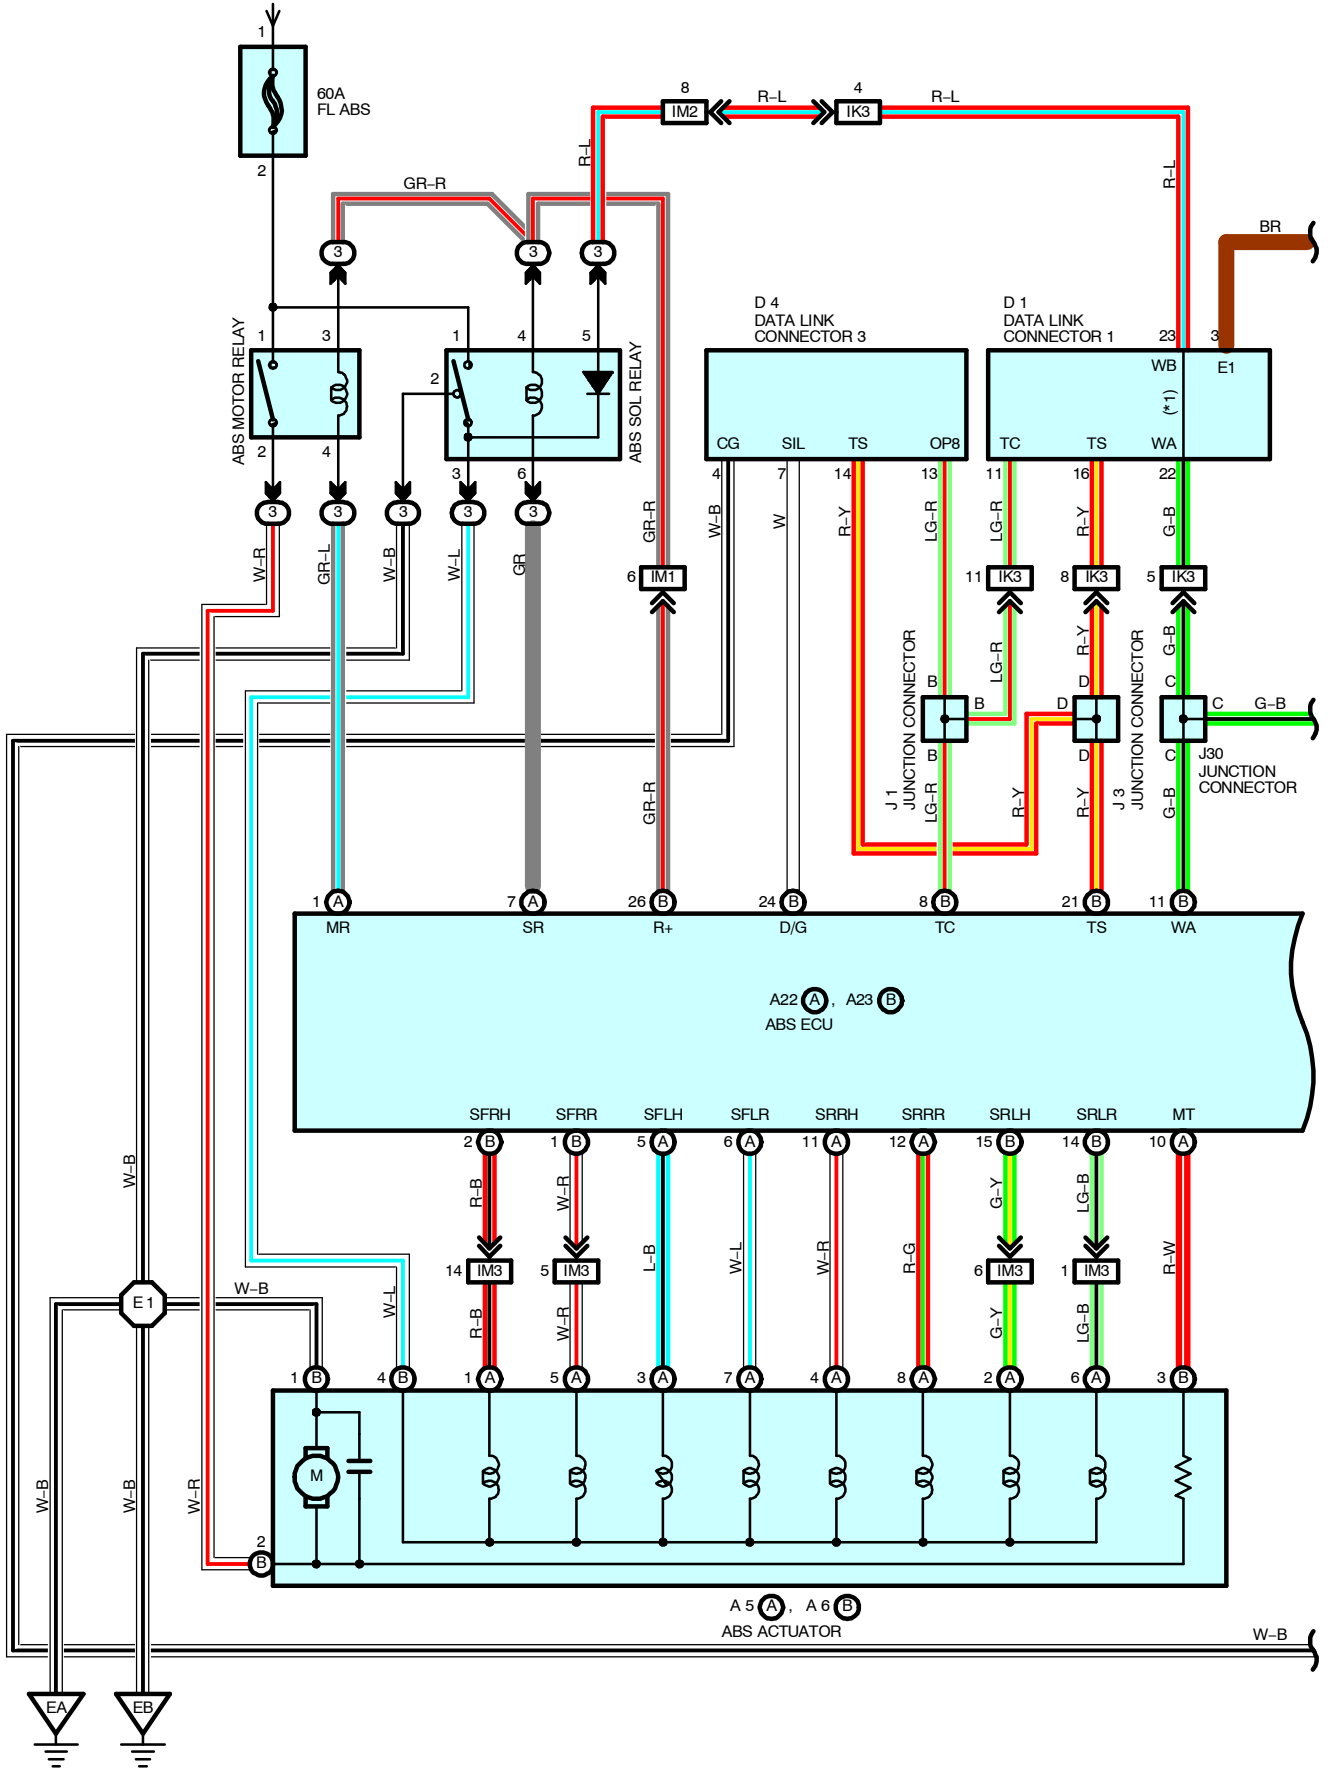 1
60A
FL ABS
2
8
IM2
R–L
4
IK3
R–L
R–L
R–L
GR–R
BR
3
3
3
D 4
DATA LINK
CONNECTOR 3
D 1
DATA LINK
CONNECTOR 1
23
3
1
3
1
4
5
2
ABS MOTOR RELAY
ABS SOL RELAY
WB
E1
(*1)
CG
SIL
TS
OP8
TC
TS
WA
2
4
3
6
4
7
14
13
11
16
22
3
3
3
3
3
W–R
GR–L
W–B
W–L
GR
GR–R
W–B
W
R–Y
LG–R
LG–R
R–Y
G–B
6
IM1
11
IK3
8
IK3
5
IK3
LG–R
R–Y
G–B
B
B
B
D
D
D
C
C
C
G–B
J 1
JUNCTION CONNECTOR
J 3
JUNCTION CONNECTOR
J30
JUNCTION
CONNECTOR
GR–R
LG–R
R–Y
R–Y
G–B
1
A
7
A
26
B
24
B
8
B
21
B
11
B
MR
SR
R+
D/G
TC
TS
WA
A22 A , A23 B
ABS ECU
SFRH
SFRR
SFLH
SFLR
SRRH
SRRR
SRLH
SRLR
MT
2
B
1
B
5
A
6
A
11
A
12
A
15
B
14
B
10
A
W–B
R–B
W–R
L–B
W–L
W–R
R–G
G–Y
LG–B
R–W
14
IM3
5
IM3
6
IM3
1
IM3
E 1
W–B
W–L
R–B
W–R
G–Y
LG–B
1
B
4
B
1
A
5
A
3
A
7
A
4
A
8
A
2
A
6
A
3
B
M
W–B
W–B
W–R
2
B
A 5 A , A 6 B
ABS ACTUATOR
W–B
EA
EB